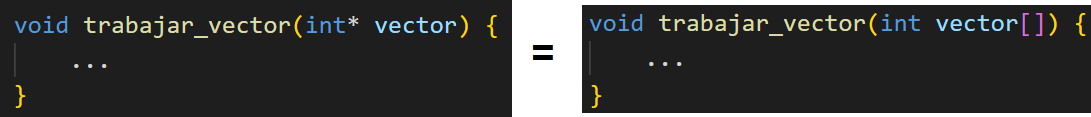 void trabajar_vector(int* vector) {
    ...
}
=
void trabajar_vector(int vector[]) {
    ...
}